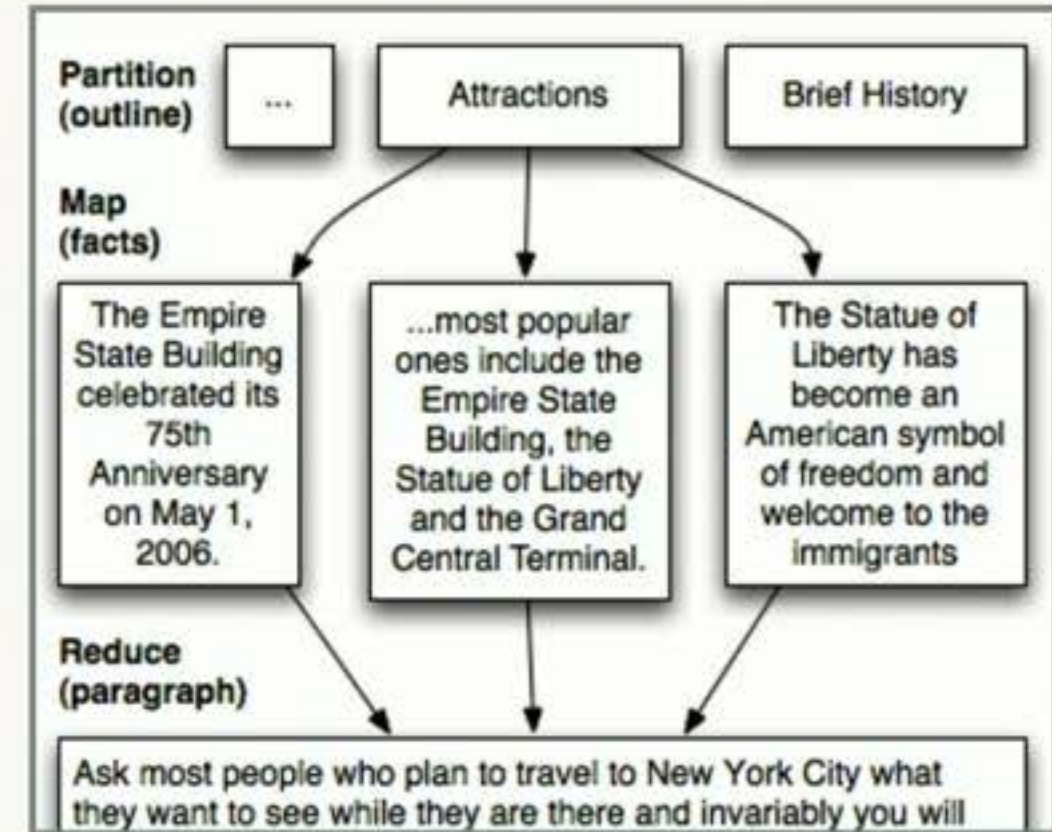 Partition
(outline)
...
Attractions
Brief History
Map
(facts)
The Empire
State Building
celebrated its
75th
Anniversary
on May 1,
2006.
...most popular
ones include the
Empire State
Building, the
Statue of Liberty
and the Grand
Central Terminal.
The Statue of
Liberty has
become an
American symbol
of freedom and
welcome to the
immigrants
Reduce
(paragraph)
Ask most people who plan to travel to New York City what
they want to see while they are there and invariably you will